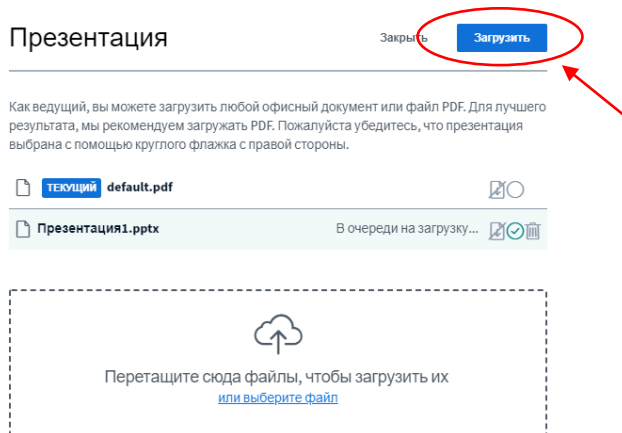 Презентация
Закрыть
Загрузить
Как ведущий, вы можете загрузить любой офисный документ или файл PDF. Для лучшего
результата, мы рекомендуем загружать PDF. Пожалуйста убедитесь, что презентация
выбрана с помощью круглого флажка с правой стороны.
ТЕКУЩИЙ default.pdf
Презентация1.pptx В очереди на загрузку...
Перетащите сюда файлы, чтобы загрузить их
или выберите файл